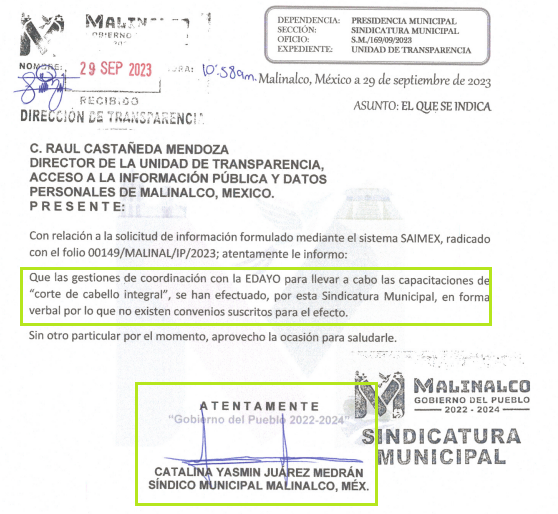 MALINALCO
GOBIERNO DEL PUEBLO
2022 - 2024
DEPENDENCIA: PRESIDENCIA MUNICIPAL
SECCIÓN: SINDICATURA MUNICIPAL
OFICIO: S.M./169/09/2023
EXPEDIENTE: UNIDAD DE TRANSPARENCIA
NOMBRE:
29 SEP 2023
HORA: 10:58am.
RECIBIDO
DIRECCIÓN DE TRANSPARENCIA
Malinalco, México a 29 de septiembre de 2023
ASUNTO: EL QUE SE INDICA
C. RAUL CASTAÑEDA MENDOZA
DIRECTOR DE LA UNIDAD DE TRANSPARENCIA,
ACCESO A LA INFORMACIÓN PÚBLICA Y DATOS
PERSONALES DE MALINALCO, MEXICO.
P R E S E N T E:
Con relación a la solicitud de información formulado mediante el sistema SAIMEX, radicado
con el folio 00149/MALINAL/IP/2023; atentamente le informo:
Que las gestiones de coordinación con la EDAYO para llevar a cabo las capacitaciones de
“corte de cabello integral”, se han efectuado, por esta Sindicatura Municipal, en forma
verbal por lo que no existen convenios suscritos para el efecto.
Sin otro particular por el momento, aprovecho la ocasión para saludarle.
A T E N T A M E N T E
“Gobierno del Pueblo 2022-2024”
CATALINA YASMIN JUÁREZ MEDRÁN
SÍNDICO MUNICIPAL MALINALCO, MÉX.
MALINALCO
GOBIERNO DEL PUEBLO
- 2022 - 2024 -
SINDICATURA
MUNICIPAL